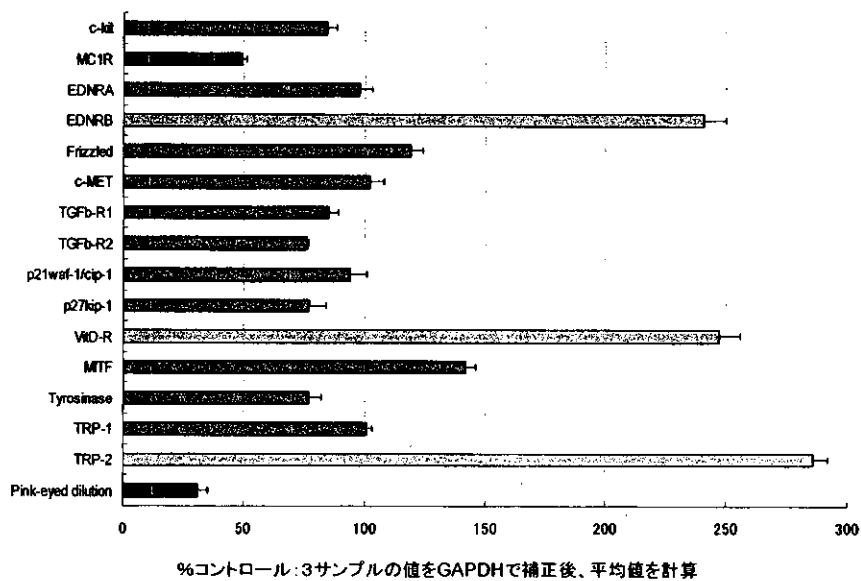 c-kit
MC1R
EDNRA
EDNRB
Frizzled
c-MET
TGFb-R1
TGFb-R2
p21waf-1/cip-1
p27kip-1
VitD-R
MITF
Tyrosinase
TRP-1
TRP-2
Pink-eyed dilution
0 50 100 150 200 250 300
%コントロール:3サンプルの値をGAPDHで補正後、平均値を計算